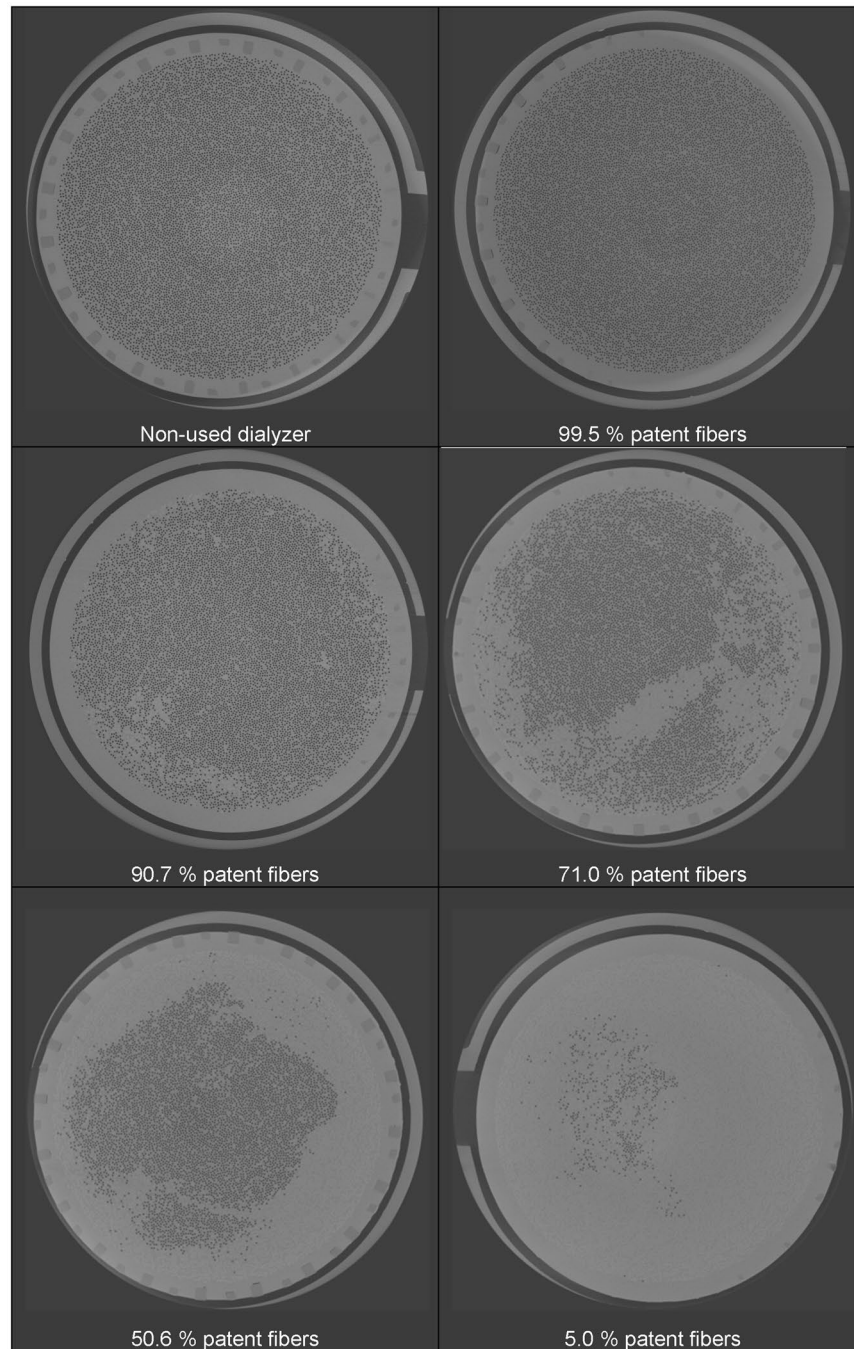 Non-used dialyzer
99.5 % patent fibers
90.7 % patent fibers
71.0 % patent fibers
50.6 % patent fibers
5.0 % patent fibers